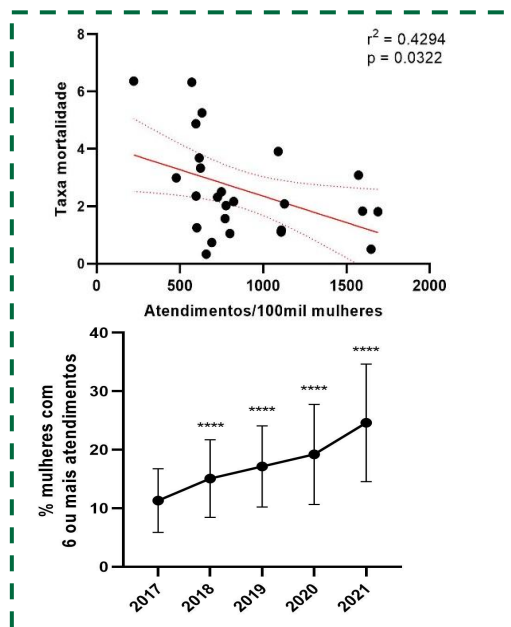 r² = 0.4294
p = 0.0322
Taxa mortalidade
8
6
4
2
0
0 500 1000 1500 2000
Atendimentos/100mil mulheres
% mulheres com
6 ou mais atendimentos
40
30
20
10
0
**** **** **** ****
2017 2018 2019 2020 2021